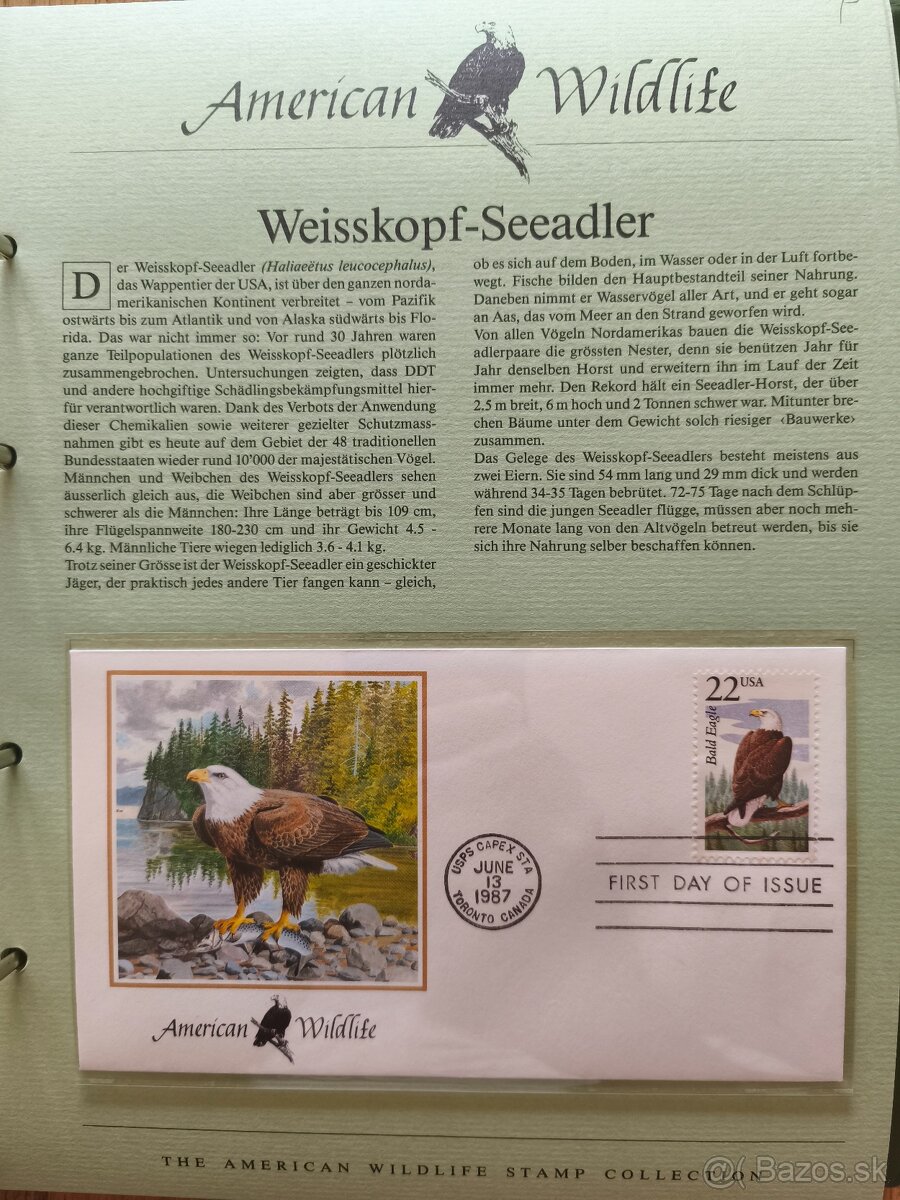 American Wildlife
Weisskopf-Seeadler
Der Weisskopf-Seeadler (Haliaeëtus leucocephalus),
das Wappentier der USA, ist über den ganzen norda-
merikanischen Kontinent verbreitet – vom Pazifik
ostwärts bis zum Atlantik und von Alaska südwärts bis Flo-
rida. Das war nicht immer so: Vor rund 30 Jahren waren
ganze Teilpopulationen des Weisskopf-Seeadlers plötzlich
zusammengebrochen. Untersuchungen zeigten, dass DDT
und andere hochgiftige Schädlingsbekämpfungsmittel hier-
für verantwortlich waren. Dank des Verbots der Anwendung
dieser Chemikalien sowie weiterer gezielter Schutzmass-
nahmen gibt es heute auf dem Gebiet der 48 traditionellen
Bundesstaaten wieder rund 10'000 der majestätischen Vögel.
Männchen und Weibchen des Weisskopf-Seeadlers sehen
äusserlich gleich aus, die Weibchen sind aber grösser und
schwerer als die Männchen: Ihre Länge beträgt bis 109 cm,
ihre Flügelspannweite 180-230 cm und ihr Gewicht 4.5 -
6.4 kg. Männliche Tiere wiegen lediglich 3.6 - 4.1 kg.
Trotz seiner Grösse ist der Weisskopf-Seeadler ein geschickter
Jäger, der praktisch jedes andere Tier fangen kann – gleich,
ob es sich auf dem Boden, im Wasser oder in der Luft fortbe-
wegt. Fische bilden den Hauptbestandteil seiner Nahrung.
Daneben nimmt er Wasservögel aller Art, und er geht sogar
an Aas, das vom Meer an den Strand geworfen wird.
Von allen Vögeln Nordamerikas bauen die Weisskopf-See-
adlerpaare die grössten Nester, denn sie benützen Jahr für
Jahr denselben Horst und erweitern ihn im Lauf der Zeit
immer mehr. Den Rekord hält ein Seeadler-Horst, der über
2.5 m breit, 6 m hoch und 2 Tonnen schwer war. Mitunter bre-
chen Bäume unter dem Gewicht solch riesiger ‹Bauwerke›
zusammen.
Das Gelege des Weisskopf-Seeadlers besteht meistens aus
zwei Eiern. Sie sind 54 mm lang und 29 mm dick und werden
während 34-35 Tagen bebrütet. 72-75 Tage nach dem Schlüp-
fen sind die jungen Seeadler flügge, müssen aber noch meh-
rere Monate lang von den Altvögeln betreut werden, bis sie
sich ihre Nahrung selber beschaffen können.
22 USA
Bald Eagle
USPS CAPEX STA
JUNE
13
1987
TORONTO CANADA
FIRST DAY OF ISSUE
American Wildlife
THE AMERICAN WILDLIFE STAMP COLLECTION
@Bazos.sk